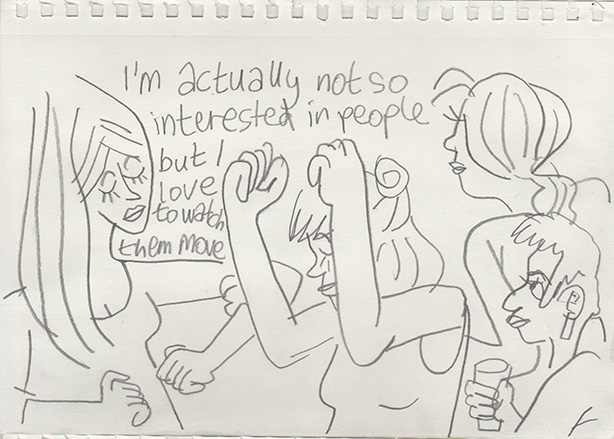 I'm actually not so
interested in people
but I
love
to watch
them move